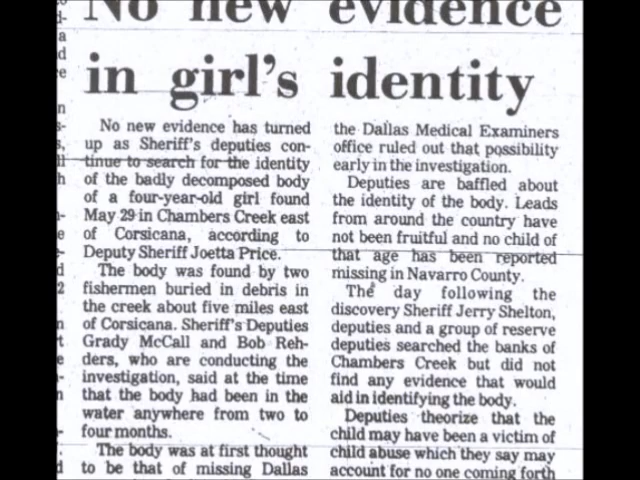 No new evidence
in girl's identity
No new evidence has turned
up as Sheriff's deputies con-
tinue to search for the identity
of the badly decomposed body
of a four-year-old girl found
May 29 in Chambers Creek east
of Corsicana, according to
Deputy Sheriff Joetta Price.
The body was found by two
fishermen buried in debris in
the creek about five miles east
of Corsicana. Sheriff's Deputies
Grady McCall and Bob Reh-
ders, who are conducting the
investigation, said at the time
that the body had been in the
water anywhere from two to
four months.
The body was at first thought
to be that of missing Dallas
the Dallas Medical Examiners
office ruled out that possibility
early in the investigation.
Deputies are baffled about
the identity of the body. Leads
from around the country have
not been fruitful and no child of
that age has been reported
missing in Navarro County.
The day following the
discovery Sheriff Jerry Shelton,
deputies and a group of reserve
deputies searched the banks of
Chambers Creek but did not
find any evidence that would
aid in identifying the body.
Deputies theorize that the
child may have been a victim of
child abuse which they say may
account for no one coming forth